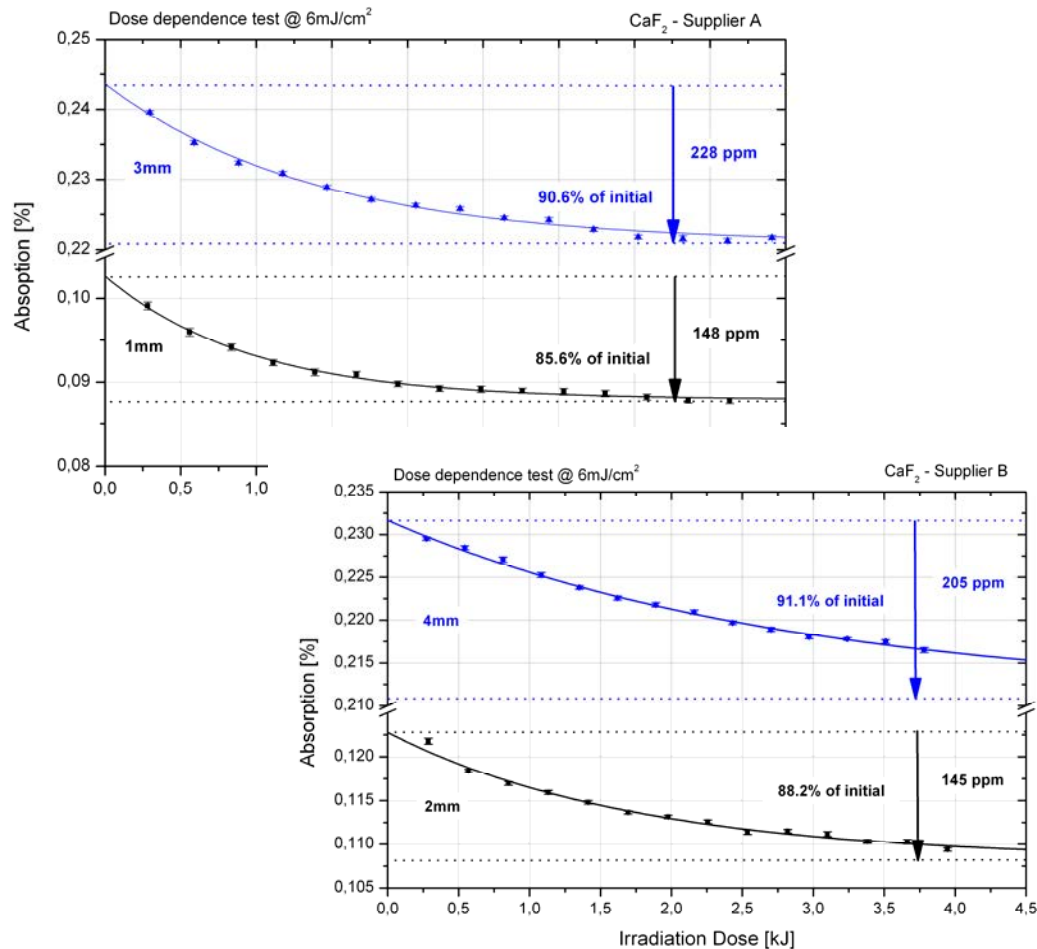 Dose dependence test @ 6mJ/cm² CaF₂ - Supplier A
0,25
0,24
0,23
0,22
0,10
0,09
0,08
Absoption [%]
3mm
90.6% of initial
228 ppm
1mm
85.6% of initial
148 ppm
0,0 0,5 1,0
Dose dependence test @ 6mJ/cm² CaF₂ - Supplier B
0,235
0,230
0,225
0,220
0,215
0,210
0,120
0,115
0,110
0,105
Absorption [%]
4mm
91.1% of initial
205 ppm
2mm
88.2% of initial
145 ppm
0,0 0,5 1,0 1,5 2,0 2,5 3,0 3,5 4,0 4,5
Irradiation Dose [kJ]